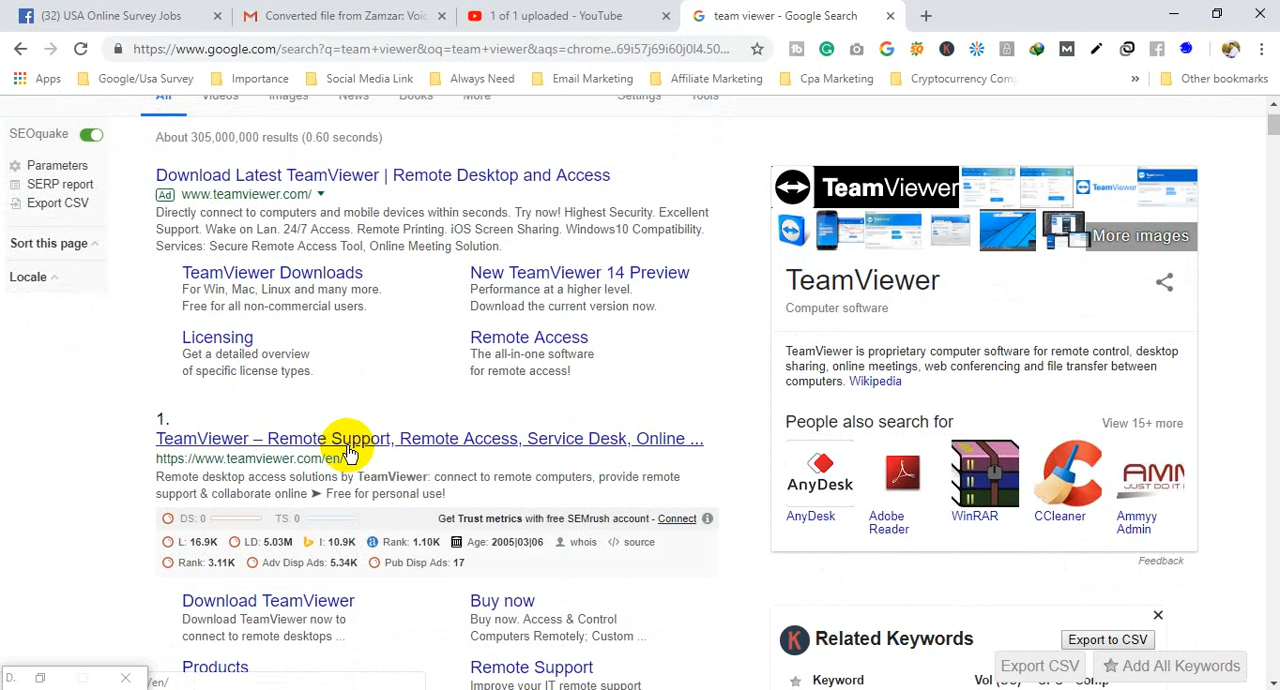 (32) USA Online Survey Jobs
Converted file from Zamzar: Voic
1 of 1 uploaded - YouTube
team viewer - Google Search
https://www.google.com/search?q=team+viewer&oq=team+viewer&aqs=chrome..69i57j69i60j0l4.50...
Apps
Google/Usa Survey
Importance
Social Media Link
Always Need
Email Marketing
Affiliate Marketing
Cpa Marketing
Cryptocurrency Com
»
Other bookmarks
All Videos Images News Books More Settings Tools
SEOquake
Parameters
SERP report
Export CSV
Sort this page
Locale
About 305,000,000 results (0.60 seconds)
Download Latest TeamViewer | Remote Desktop and Access
Ad www.teamviewer.com/
Directly connect to computer and mobile devices within seconds. Try now! Highest Security. Excellent
Support. Wake on Lan. 24/7 Access. Remote Printing. iOS Screen Sharing. Windows10 Compatibility.
Services: Secure Remote Access Tool, Online Meeting Solution.
TeamViewer Downloads
For Win, Mac, Linux and many more.
Free for all non-commercial users.
New TeamViewer 14 Preview
Performance at a higher level.
Download the current version now.
Licensing
Get a detailed overview
of specific license types.
Remote Access
The all-in-one software
for remote access!
1.
TeamViewer – Remote Support, Remote Access, Service Desk, Online ...
https://www.teamviewer.com/en/
Remote desktop access solutions by TeamViewer: connect to remote computers, provide remote
support & collaborate online ➤ Free for personal use!
DS: 0 TS: 0 Get Trust metrics with free SEMrush account - Connect
L: 16.9K LD: 5.03M I: 10.9K Rank: 1.10K Age: 2005|03|06 whois </> source
Rank: 3.11K Adv Disp Ads: 5.34K Pub Disp Ads: 17
Download TeamViewer
Download TeamViewer now to
connect to remote desktops ...
Buy now
Buy now. Access & Control
Computers Remotely; Custom ...
Products
Remote Support
Improve your IT remote support
TeamViewer
TeamViewer
More images
TeamViewer
Computer software
TeamViewer is proprietary computer software for remote control, desktop
sharing, online meetings, web conferencing and file transfer between
computers. Wikipedia
People also search for
View 15+ more
AnyDesk
AMM
JUST DO IT
AnyDesk
Adobe
Reader
WinRAR
CCleaner
Ammyy
Admin
Feedback
K Related Keywords
Export to CSV
Export CSV
Add All Keywords
Keyword
D.
/en/